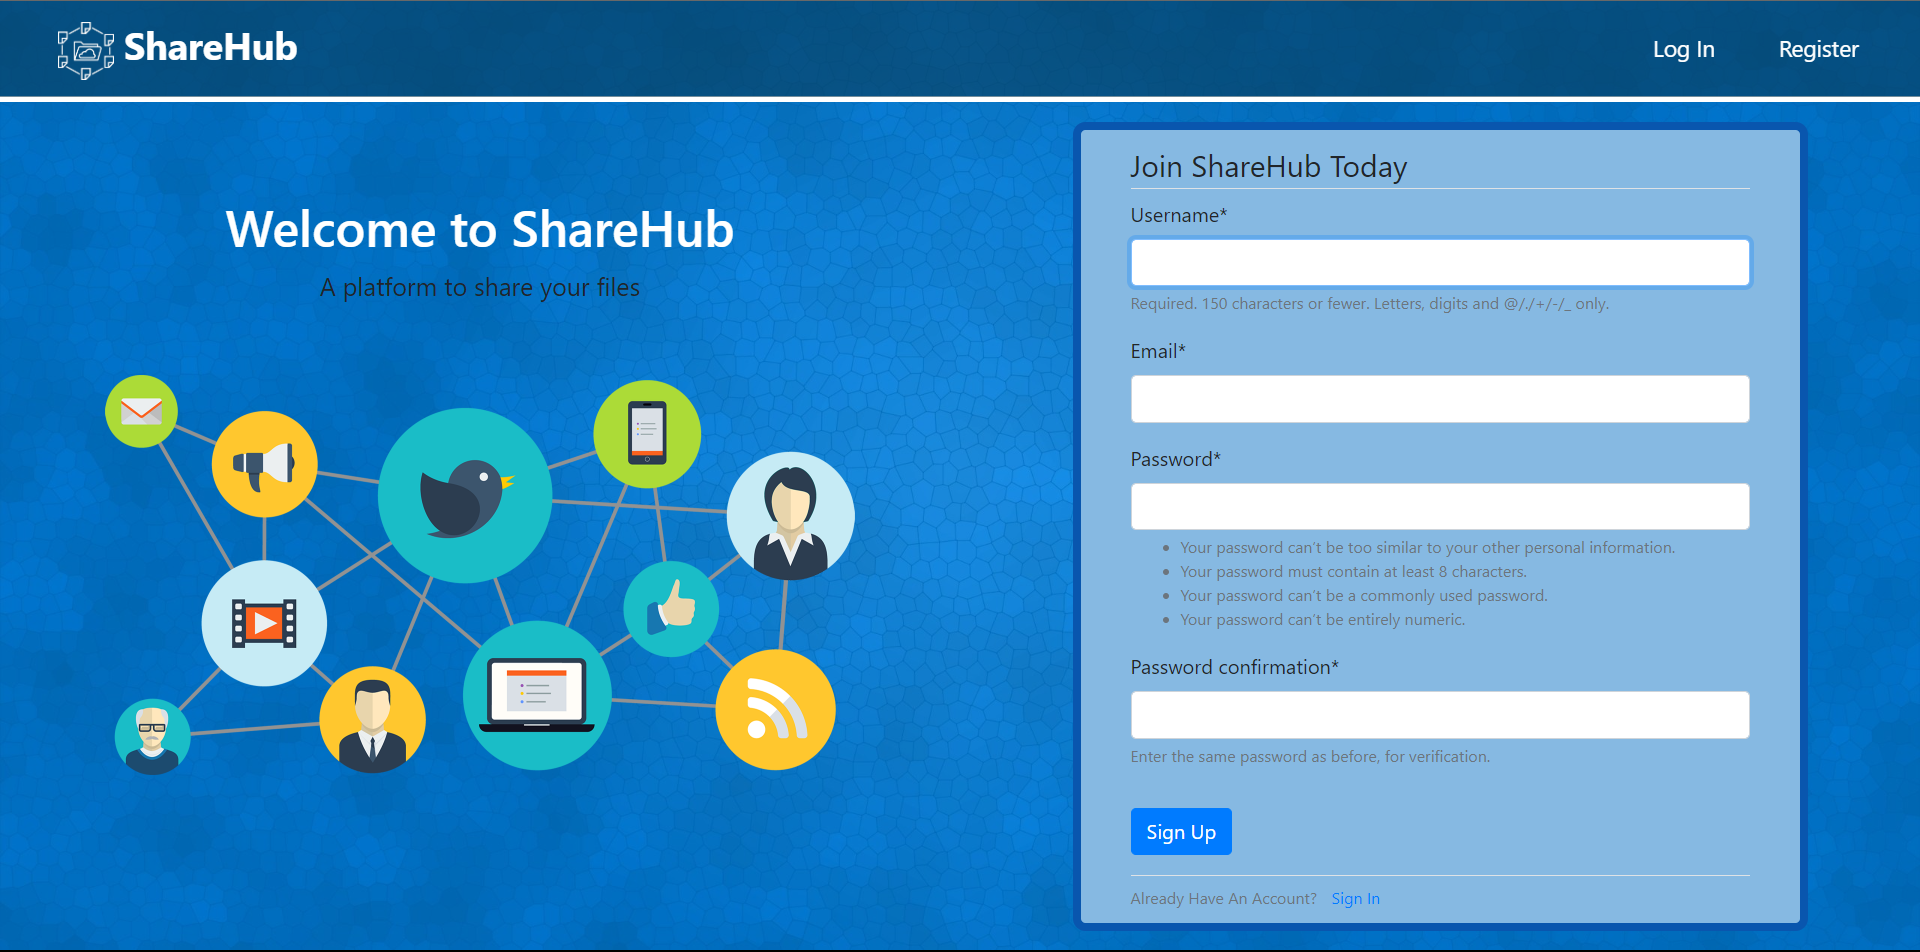 ShareHub
Log In
Register
Welcome to ShareHub
A platform to share your files
Join ShareHub Today
Username*
Required. 150 characters or fewer. Letters, digits and @/./+/-/_ only.
Email*
Password*
Your password can't be too similar to your other personal information.
Your password must contain at least 8 characters.
Your password can't be a commonly used password.
Your password can't be entirely numeric.
Password confirmation*
Enter the same password as before, for verification.
Sign Up
Already Have An Account? Sign In